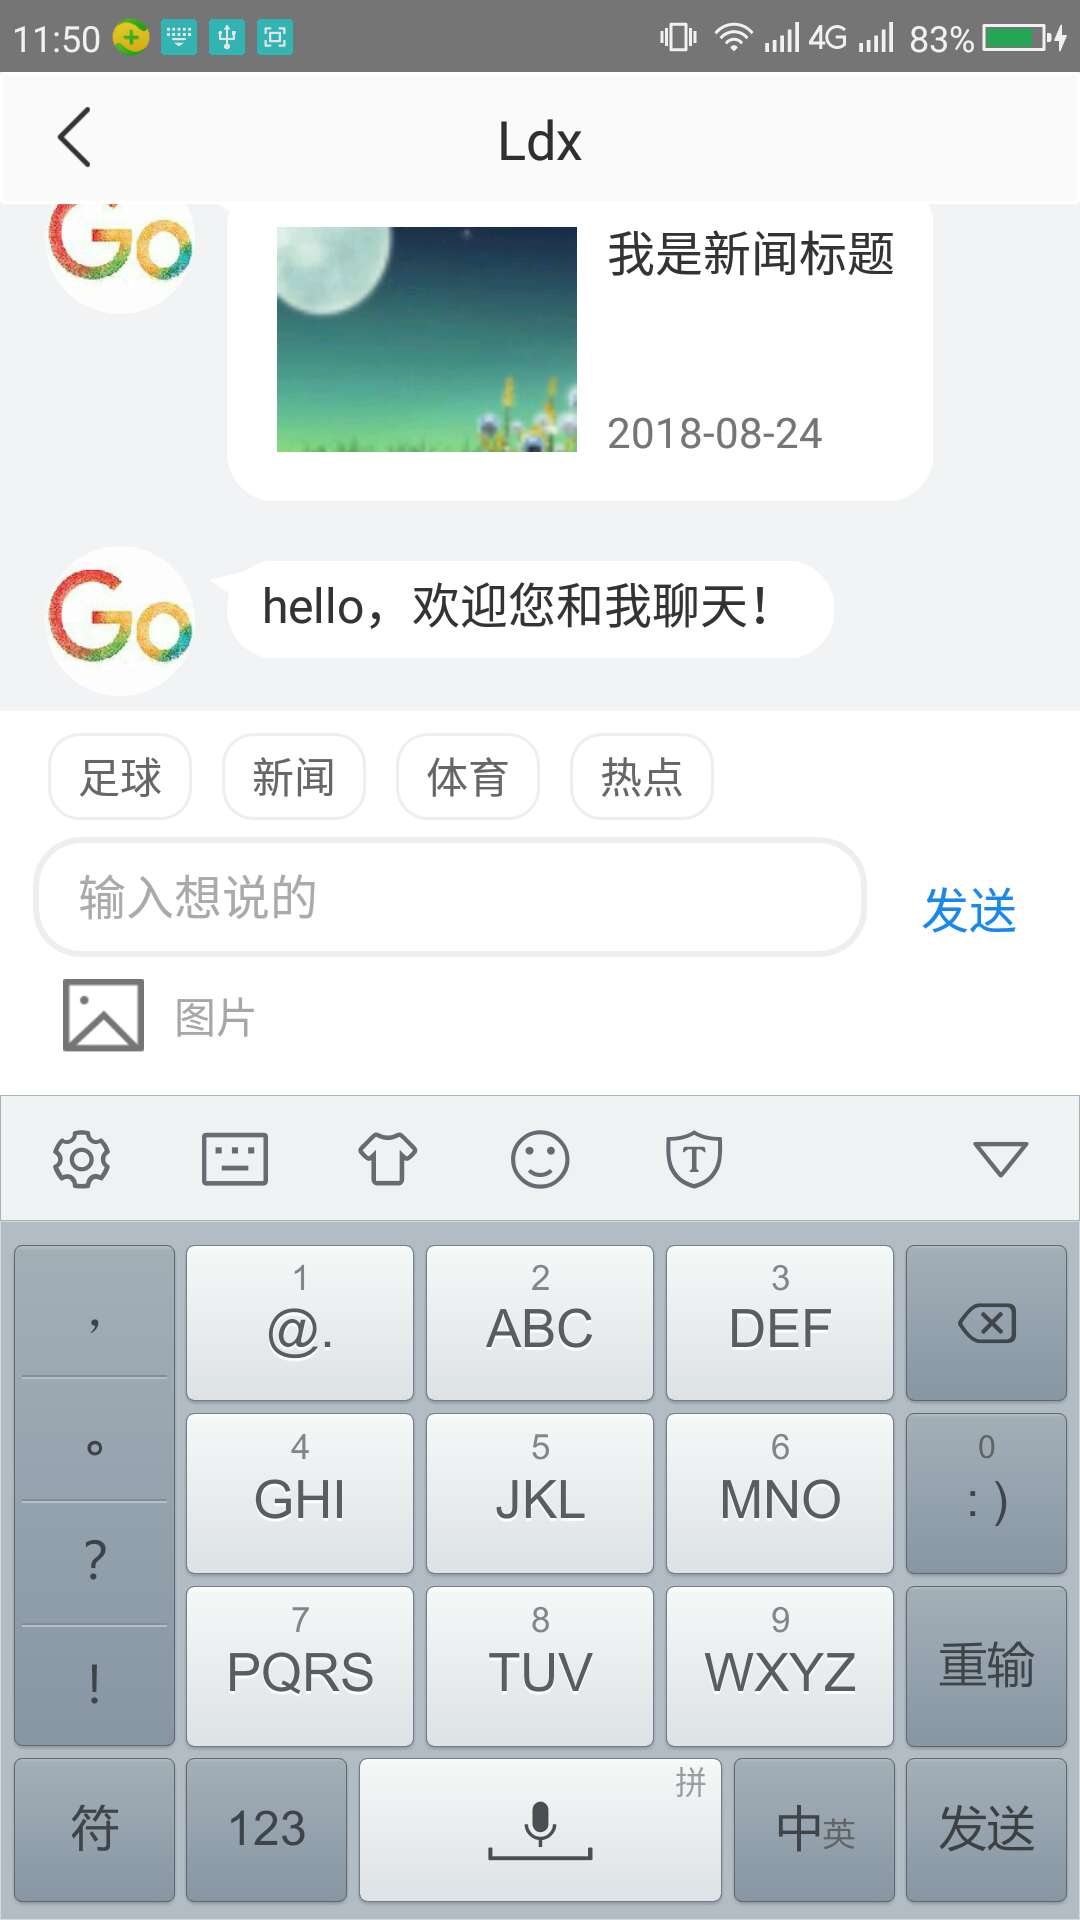 11:50 4G 83%
Ldx
Go
我是新闻标题
2018-08-24
Go
hello，欢迎您和我聊天！
足球 新闻 体育 热点
输入想说的 发送
图片
T
， 1 @. 2 ABC 3 DEF
。 4 GHI 5 JKL 6 MNO 0 :)
？ 7 PQRS 8 TUV 9 WXYZ 重输
！
符 123 拼 中英 发送